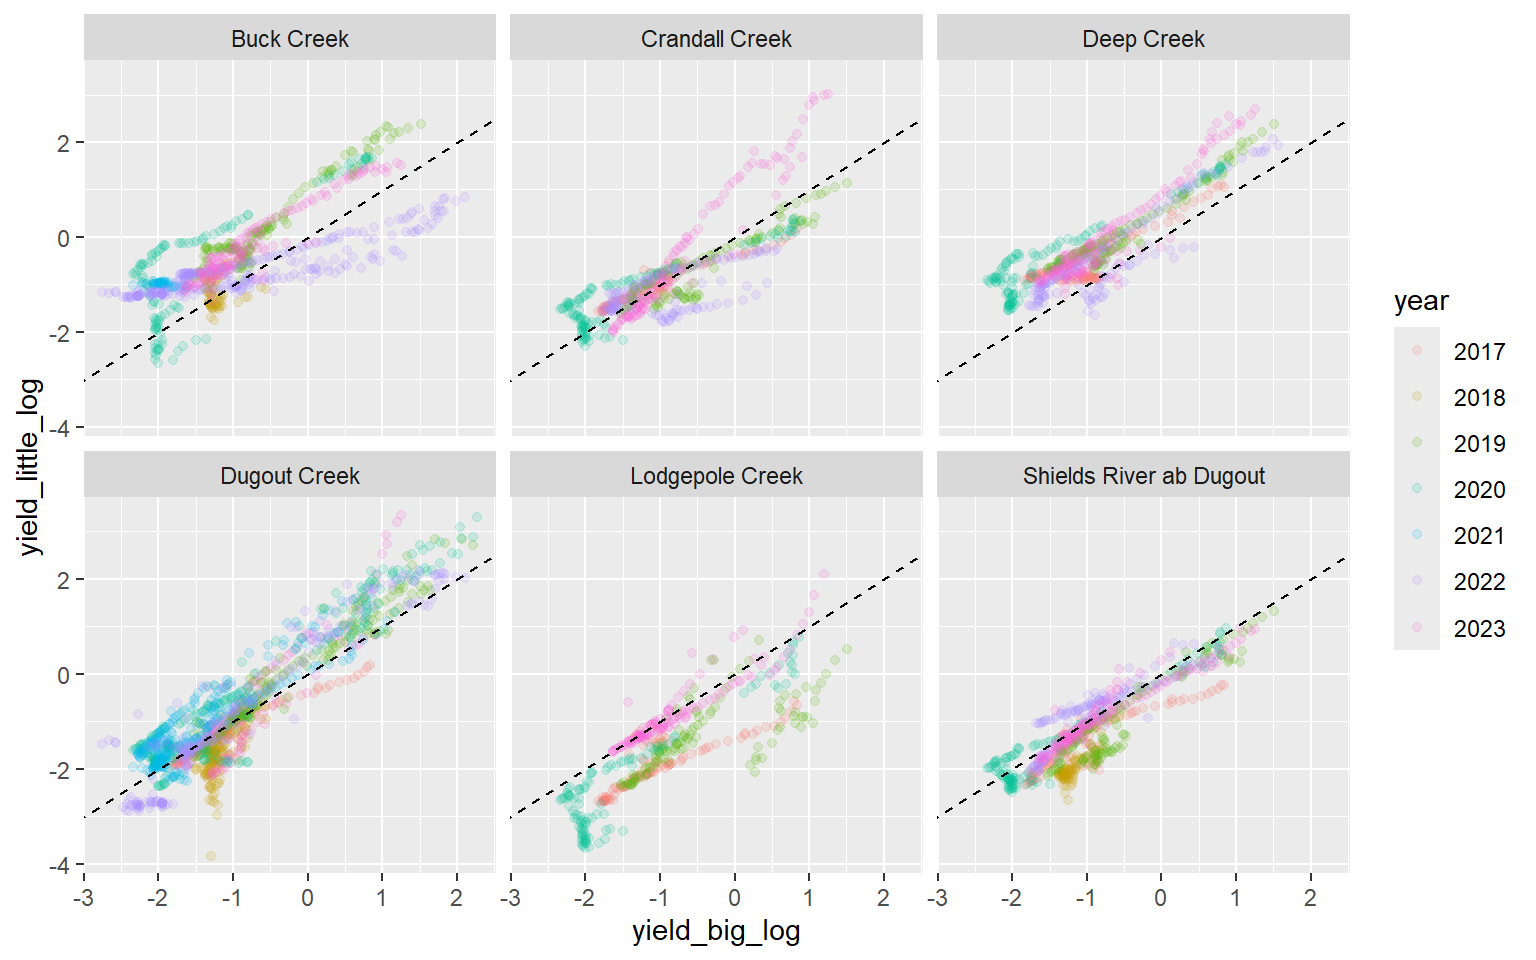 Buck Creek
Crandall Creek
Deep Creek
2
0
-2
-4
Dugout Creek
Lodgepole Creek
Shields River ab Dugout
2
0
-2
-4
-3 -2 -1 0 1 2
-3 -2 -1 0 1 2
-3 -2 -1 0 1 2
yield_big_log
yield_little_log
year
2017
2018
2019
2020
2021
2022
2023